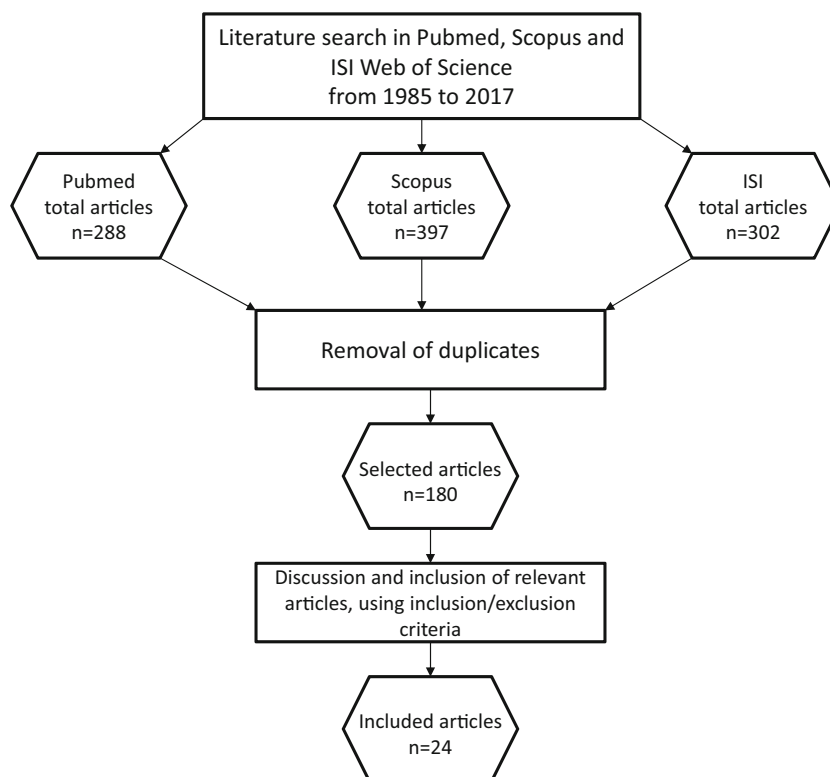 Literature search in Pubmed, Scopus and
ISI Web of Science
from 1985 to 2017
Pubmed
total articles
n=288
Scopus
total articles
n=397
ISI
total articles
n=302
Removal of duplicates
Selected articles
n=180
Discussion and inclusion of relevant
articles, using inclusion/exclusion
criteria
Included articles
n=24